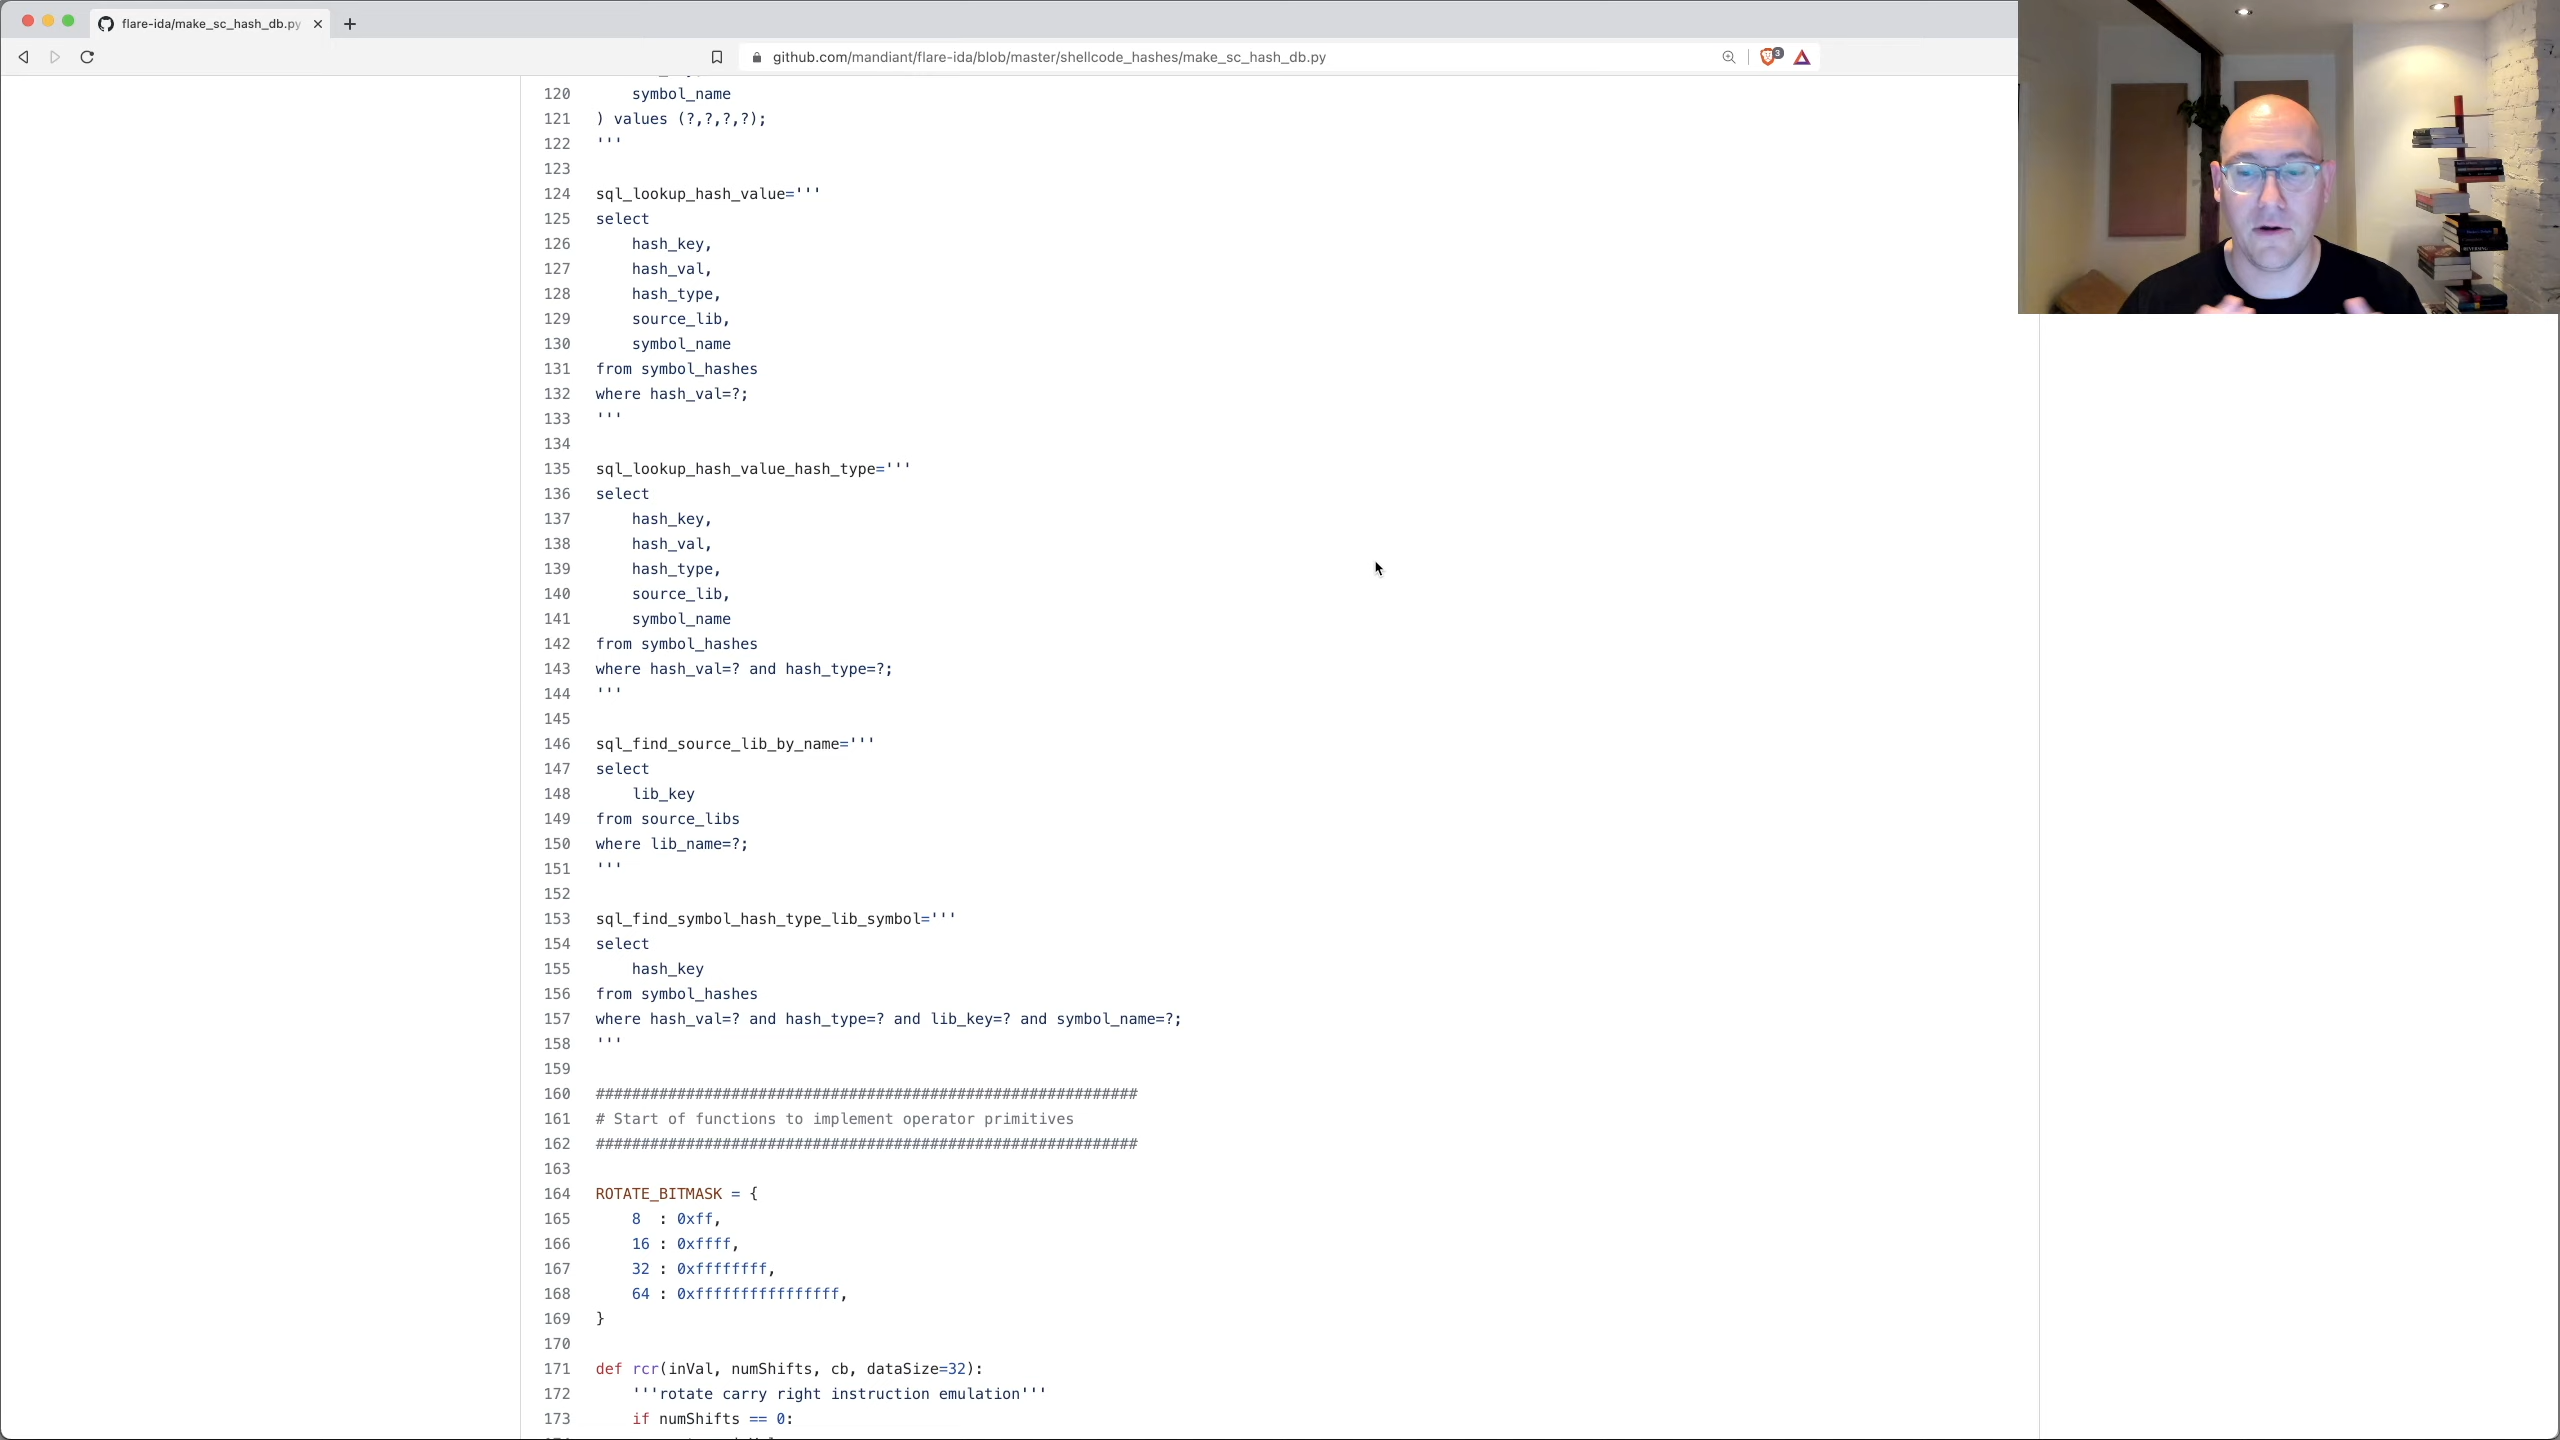 flare-ida/make_sc_hash_db.py
github.com/mandiant/flare-ida/blob/master/shellcode_hashes/make_sc_hash_db.py
3
120 symbol_name
121 ) values (?,?,?,?);
122 '''
123
124 sql_lookup_hash_value='''
125 select
126 hash_key,
127 hash_val,
128 hash_type,
129 source_lib,
130 symbol_name
131 from symbol_hashes
132 where hash_val=?;
133 '''
134
135 sql_lookup_hash_value_hash_type='''
136 select
137 hash_key,
138 hash_val,
139 hash_type,
140 source_lib,
141 symbol_name
142 from symbol_hashes
143 where hash_val=? and hash_type=?;
144 '''
145
146 sql_find_source_lib_by_name='''
147 select
148 lib_key
149 from source_libs
150 where lib_name=?;
151 '''
152
153 sql_find_symbol_hash_type_lib_symbol='''
154 select
155 hash_key
156 from symbol_hashes
157 where hash_val=? and hash_type=? and lib_key=? and symbol_name=?;
158 '''
159
160 ############################################################
161 # Start of functions to implement operator primitives
162 ############################################################
163
164 ROTATE_BITMASK = {
165 8 : 0xff,
166 16 : 0xffff,
167 32 : 0xffffffff,
168 64 : 0xffffffffffffffff,
169 }
170
171 def rcr(inVal, numShifts, cb, dataSize=32):
172 '''rotate carry right instruction emulation'''
173 if numShifts == 0: